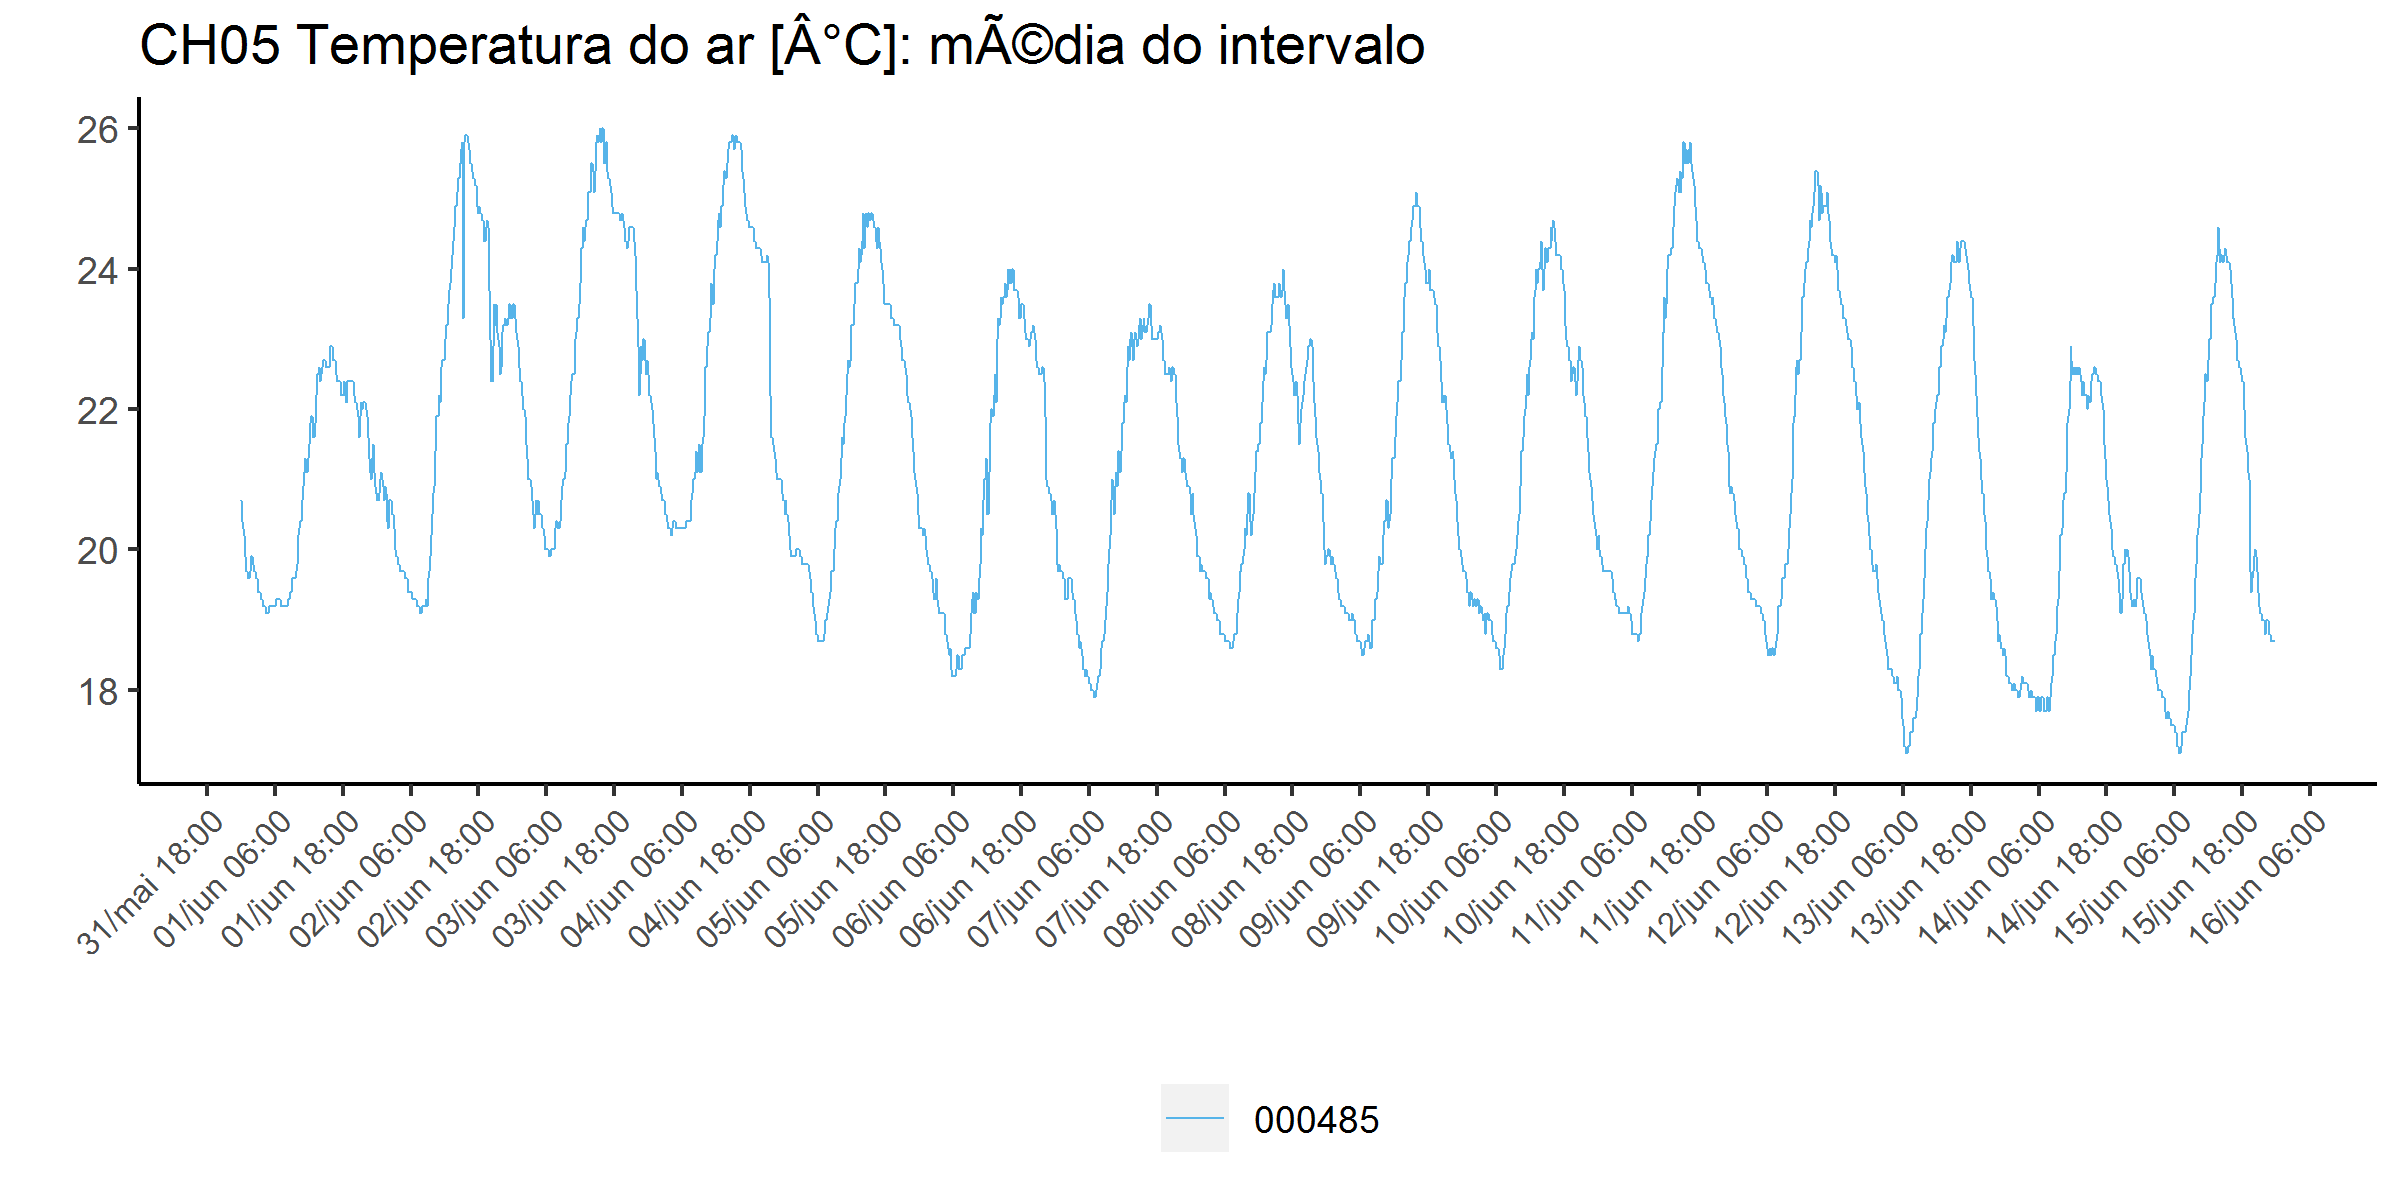 CH05 Temperatura do ar [Â°C]: mÃ©dia do intervalo
26
24
22
20
18
31/mai 18:00
01/jun 06:00
01/jun 18:00
02/jun 06:00
02/jun 18:00
03/jun 06:00
03/jun 18:00
04/jun 06:00
04/jun 18:00
05/jun 06:00
05/jun 18:00
06/jun 06:00
06/jun 18:00
07/jun 06:00
07/jun 18:00
08/jun 06:00
08/jun 18:00
09/jun 06:00
09/jun 18:00
10/jun 06:00
10/jun 18:00
11/jun 06:00
11/jun 18:00
12/jun 06:00
12/jun 18:00
13/jun 06:00
13/jun 18:00
14/jun 06:00
14/jun 18:00
15/jun 06:00
15/jun 18:00
16/jun 06:00
000485